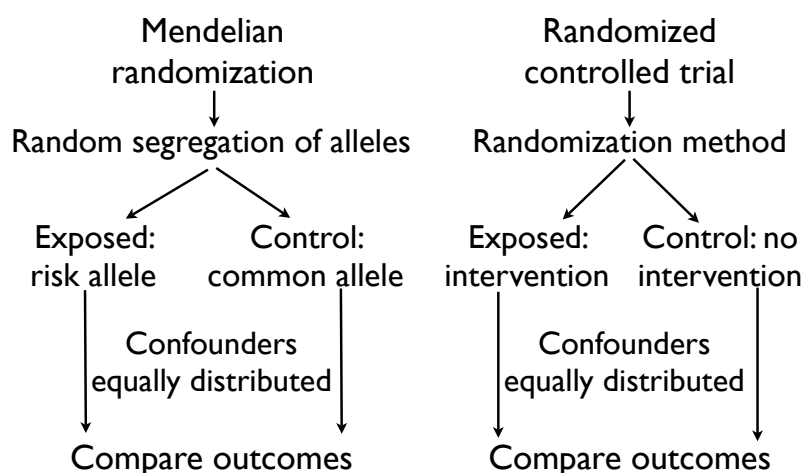 Mendelian
randomization
Random segregation of alleles
Exposed:
risk allele
Control:
common allele
Confounders
equally distributed
Compare outcomes
Randomized
controlled trial
Randomization method
Exposed:
intervention
Control: no
intervention
Confounders
equally distributed
Compare outcomes